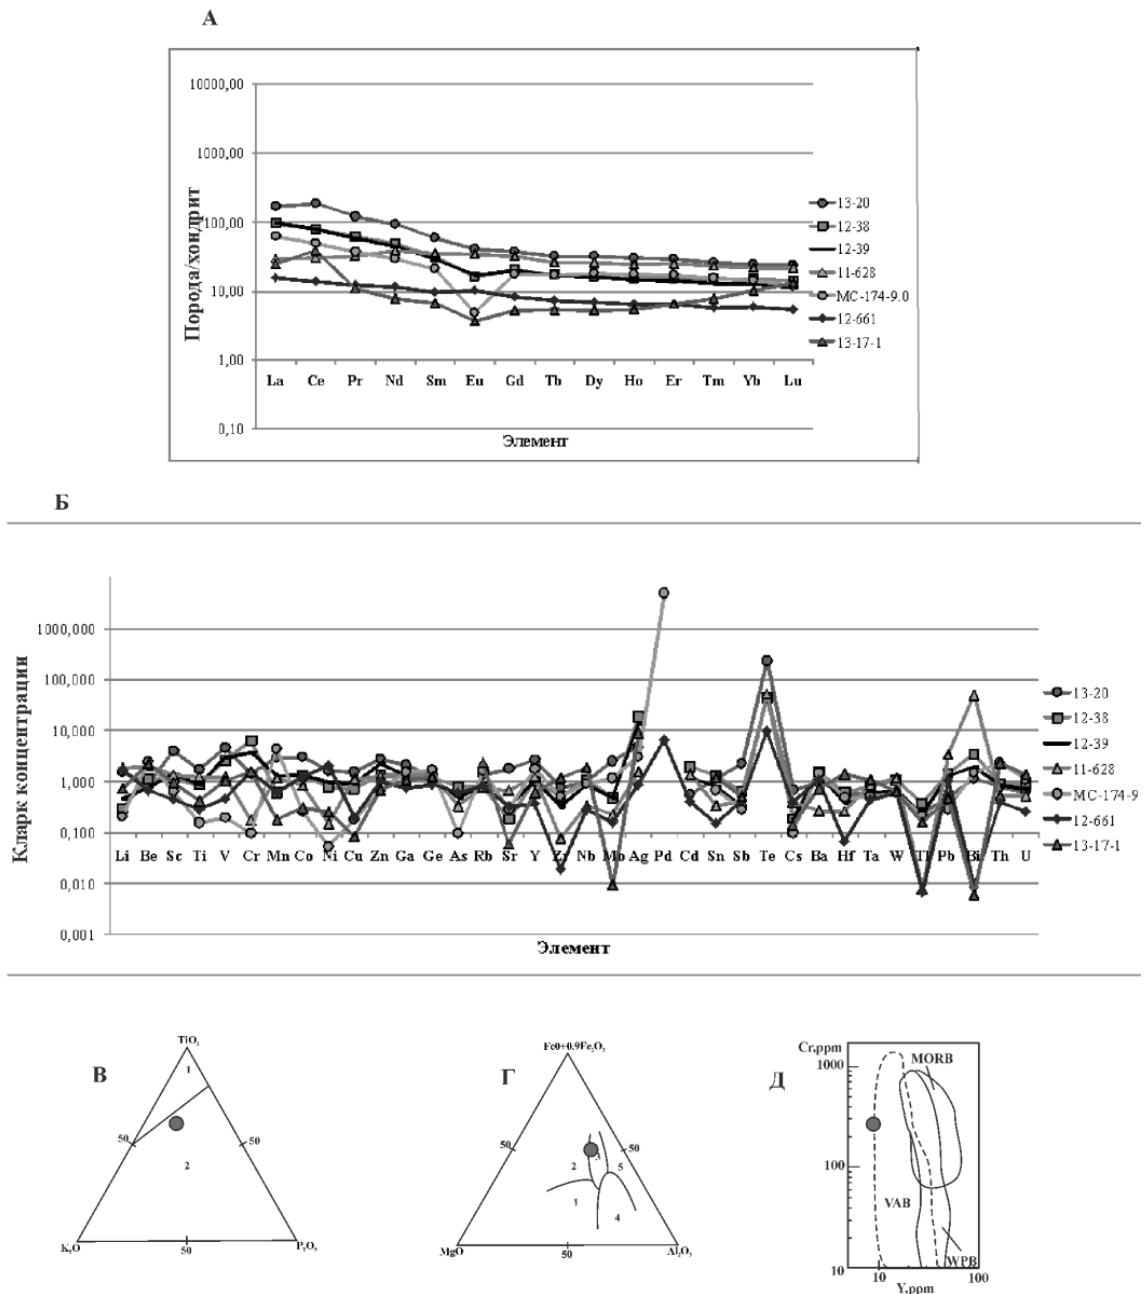 А
10000,00
1000,00
100,00
10,00
1,00
0,10
Порода/хондрит
La Ce Pr Nd Sm Eu Gd Tb Dy Ho Er Tm Yb Lu
Элемент
13-20
12-38
12-39
11-628
МС-174-9.0
12-661
13-17-1
Б
1000,000
100,000
10,000
1,000
0,100
0,010
0,001
Кларк концентрации
Li Be Sc Ti V Cr Mn Co Ni Cu Zn Ga Ge As Rb Sr Y Zr Nb Mo Ag Pd Cd Sn Sb Te Cs Ba Hf Ta W Tl Pb Bi Th U
Элемент
13-20
12-38
12-39
11-628
МС-174-9
12-661
13-17-1
В
TiO₂
1
50
50
2
K₂O
50
P₂O₅
Г
FeO+0.9Fe₂O₃
50
50
2
3
5
1
4
MgO
50
Al₂O₃
Д
Cr,ppm
1000
100
10
MORB
VAB
WPB
10
100
Y,ppm